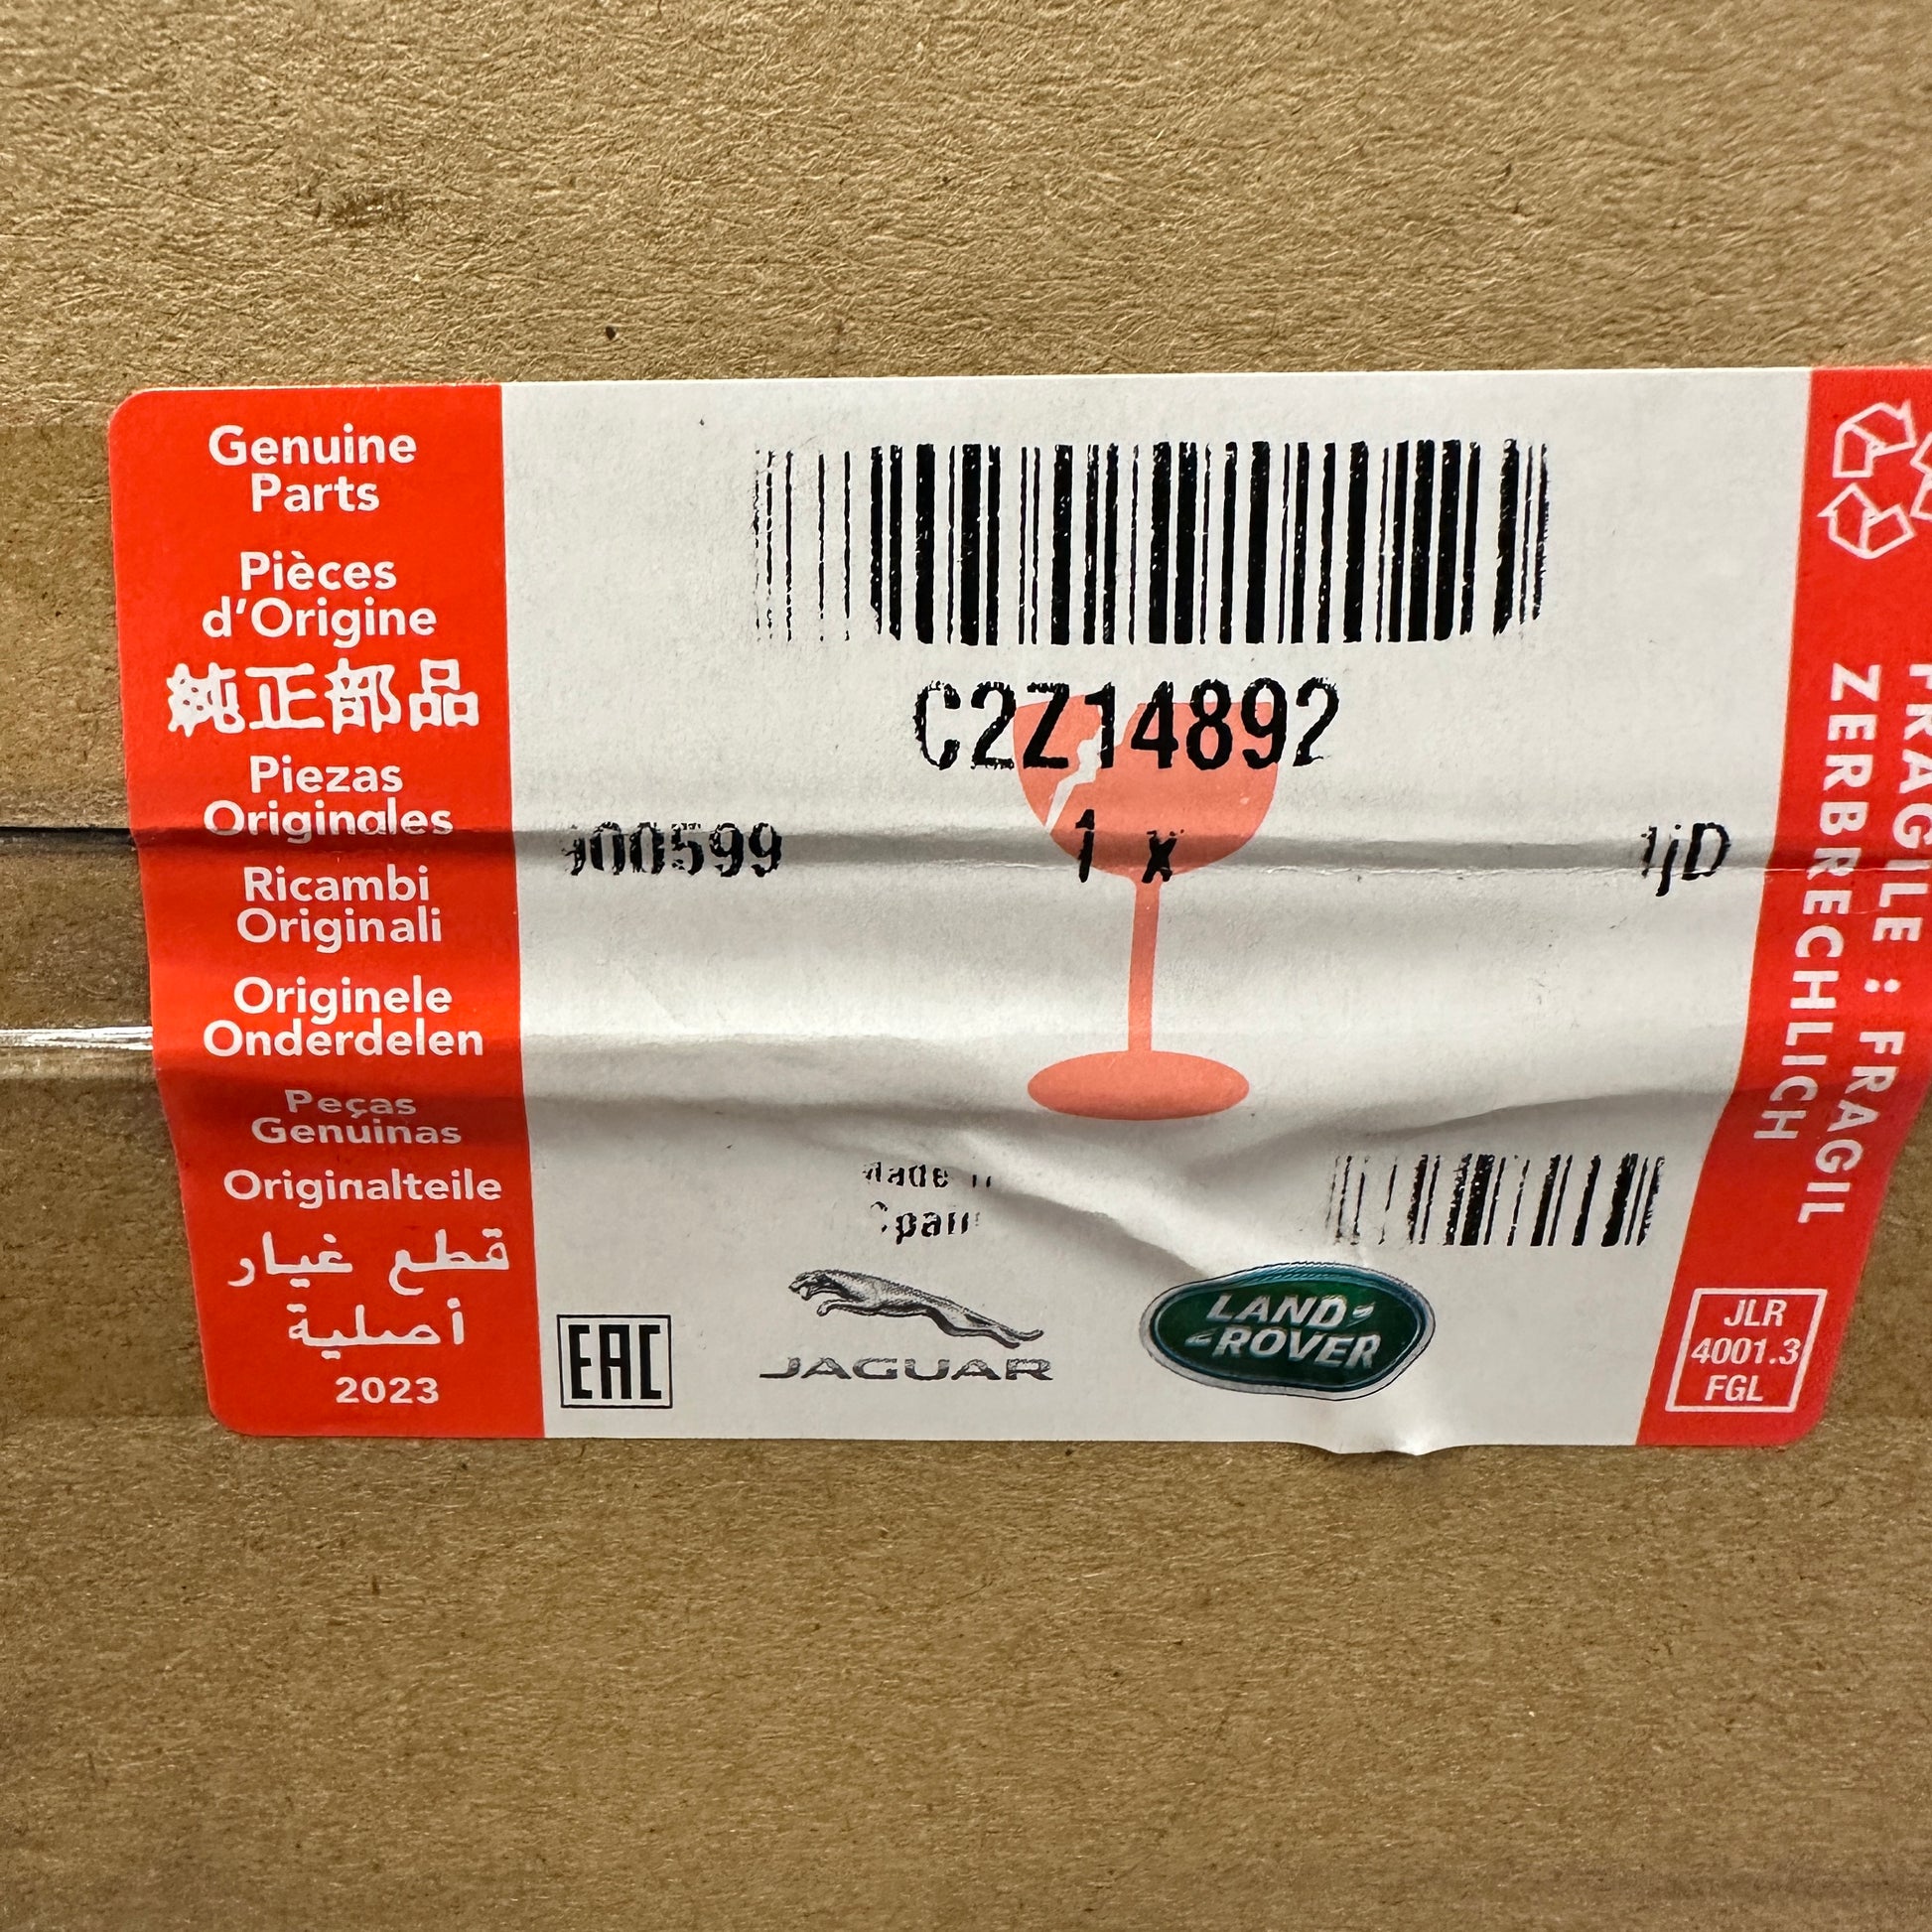 Genuine
Parts
Pièces
d'Origine
純正部品
Piezas
Originales
Ricambi
Originali
Originele
Onderdelen
Peças
Genuinas
Originalteile
قطع غيار
أصلية
2023
C2Z14892
1 x
EAC
JAGUAR
LAND-
-ROVER
FRAGILE : FRAGIL
ZERBRECHLICH
JLR
4001.3
FGL